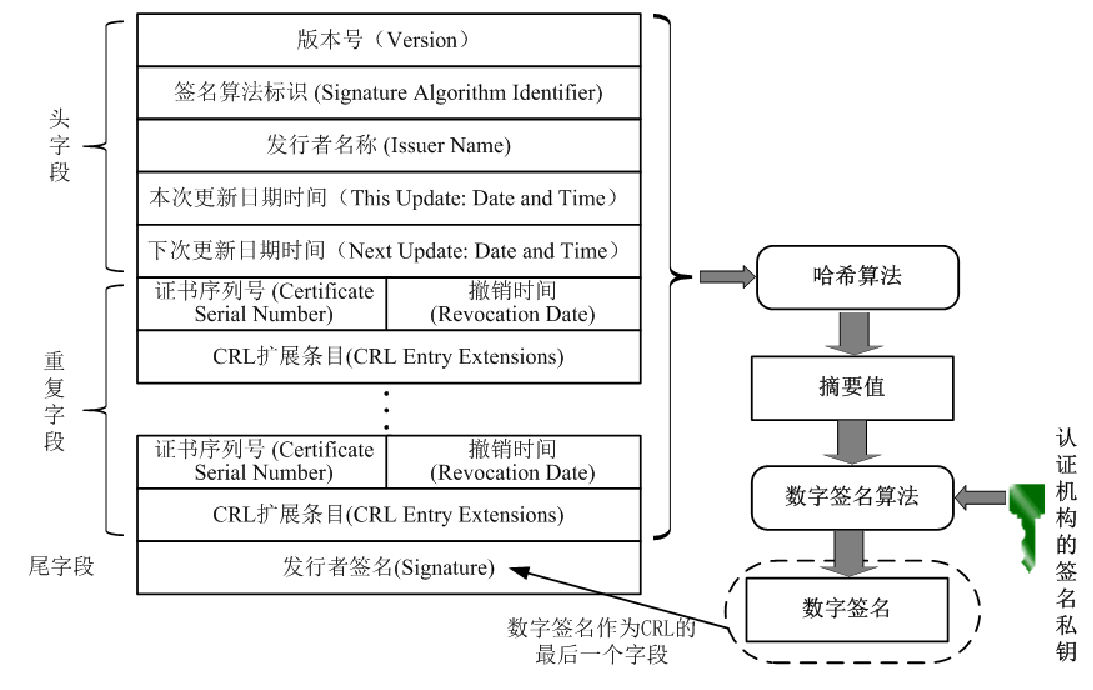 头字段
版本号（Version）
签名算法标识 (Signature Algorithm Identifier)
发行者名称 (Issuer Name)
本次更新日期时间（This Update: Date and Time）
下次更新日期时间（Next Update: Date and Time）
重复字段
证书序列号 (Certificate
Serial Number)
撤销时间
(Revocation Date)
CRL扩展条目(CRL Entry Extensions)
证书序列号 (Certificate
Serial Number)
撤销时间
(Revocation Date)
CRL扩展条目(CRL Entry Extensions)
尾字段
发行者签名(Signature)
哈希算法
摘要值
数字签名算法
数字签名
认证机构的签名私钥
数字签名作为CRL的
最后一个字段